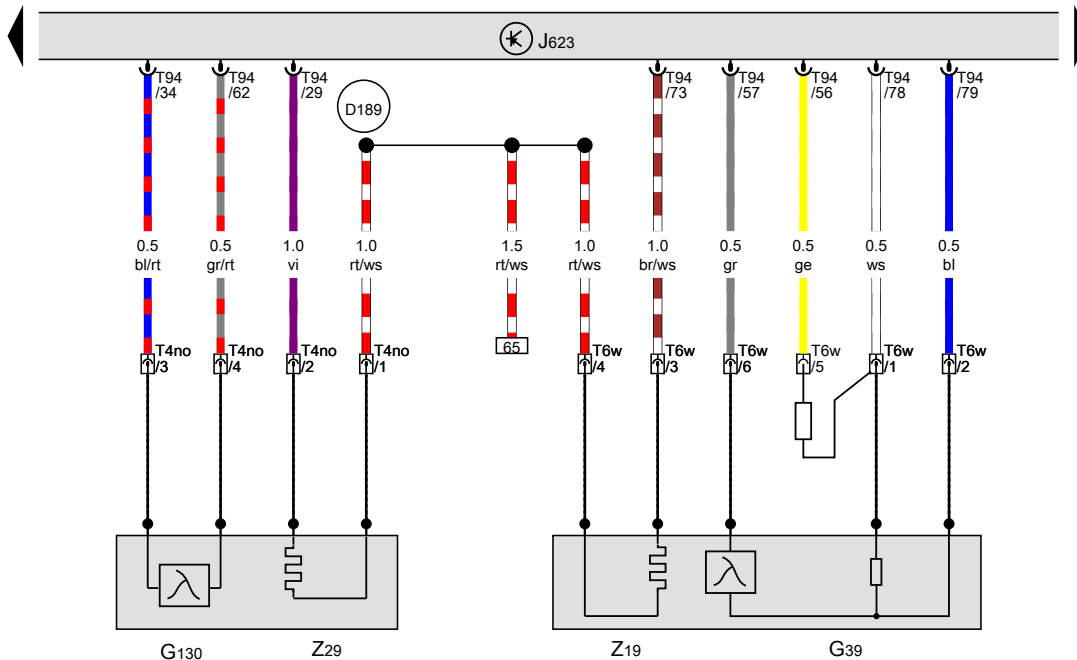 J623
T94
/34
T94
/62
T94
/29
D189
T94
/73
T94
/57
T94
/56
T94
/78
T94
/79
0.5
bl/rt
0.5
gr/rt
1.0
vi
1.0
rt/ws
1.5
rt/ws
1.0
rt/ws
1.0
br/ws
0.5
gr
0.5
ge
0.5
ws
0.5
bl
65
T4no
/3
T4no
/4
T4no
/2
T4no
/1
T6w
/4
T6w
/3
T6w
/6
T6w
/5
T6w
/1
T6w
/2
G130
Z29
Z19
G39